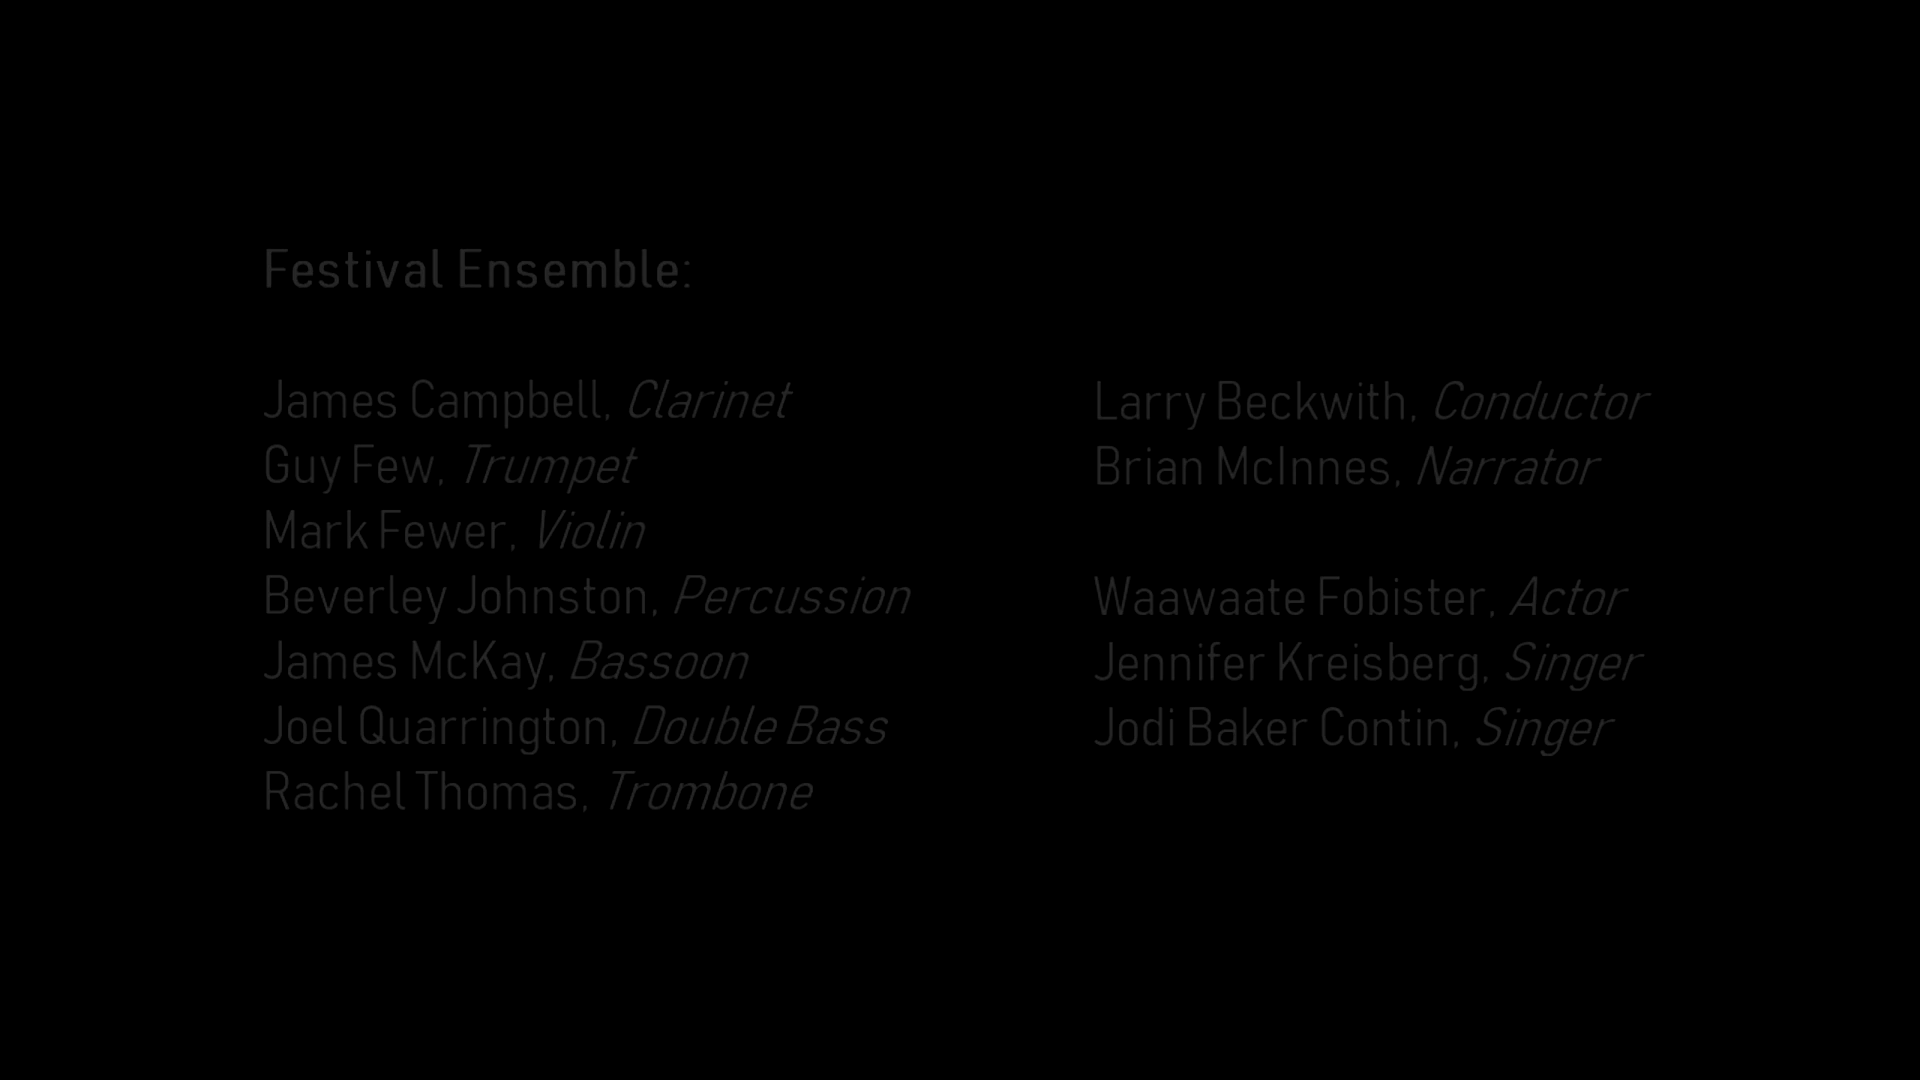 Festival Ensemble:
James Campbell, Clarinet
Guy Few, Trumpet
Mark Fewer, Violin
Beverley Johnston, Percussion
James McKay, Bassoon
Joel Quarrington, Double Bass
Rachel Thomas, Trombone
Larry Beckwith, Conductor
Brian McInnes, Narrator
Waawaate Fobister, Actor
Jennifer Kreisberg, Singer
Jodi Baker Contin, Singer